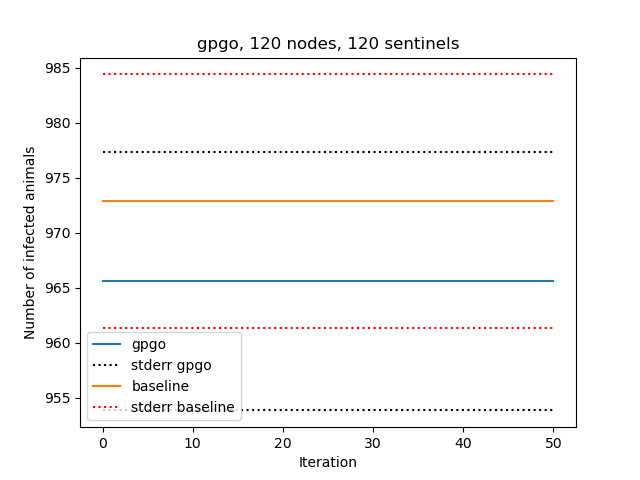 gpgo, 120 nodes, 120 sentinels
Number of infected animals
985
980
975
970
965
960
955
gpgo
stderr gpgo
baseline
stderr baseline
0 10 20 30 40 50
Iteration